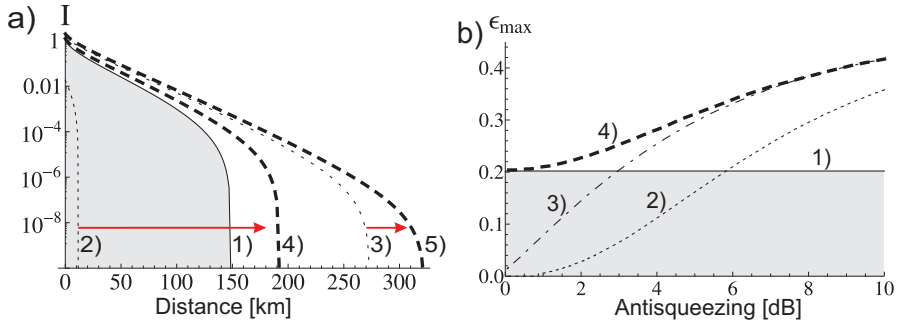 a) I
1
0.01
10⁻⁴
10⁻⁶
10⁻⁸
2) 1) 4) 3) 5)
0 50 100 150 200 250 300
Distance [km]
b) ϵmax
0.4
0.3
0.2
0.1
0.0
4)
1)
3) 2)
0 2 4 6 8 10
Antisqueezing [dB]